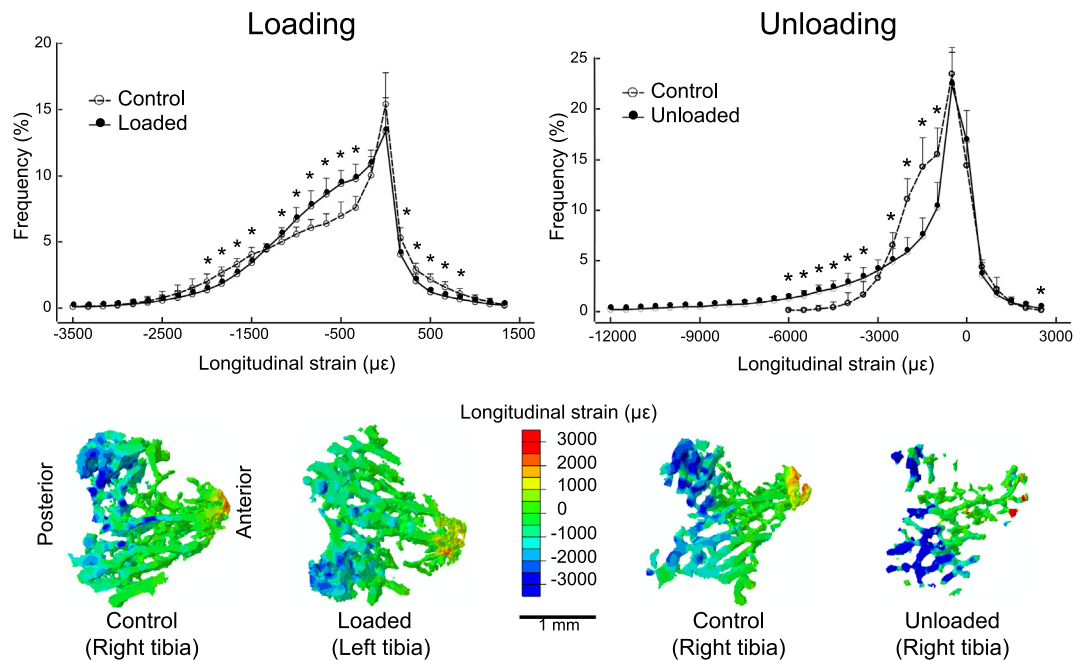 Loading
Unloading
20
15
10
5
0
Frequency (%)
Control
Loaded
* * * * * * * * * * * * * * *
-3500 -2500 -1500 -500 500 1500
Longitudinal strain (µε)
25
20
15
10
5
0
Frequency (%)
Control
Unloaded
* * * * * * * * * * *
-12000 -9000 -6000 -3000 0 3000
Longitudinal strain (µε)
Longitudinal strain (µε)
3000
2000
1000
0
-1000
-2000
-3000
1 mm
Posterior
Anterior
Control
(Right tibia)
Loaded
(Left tibia)
Control
(Right tibia)
Unloaded
(Right tibia)